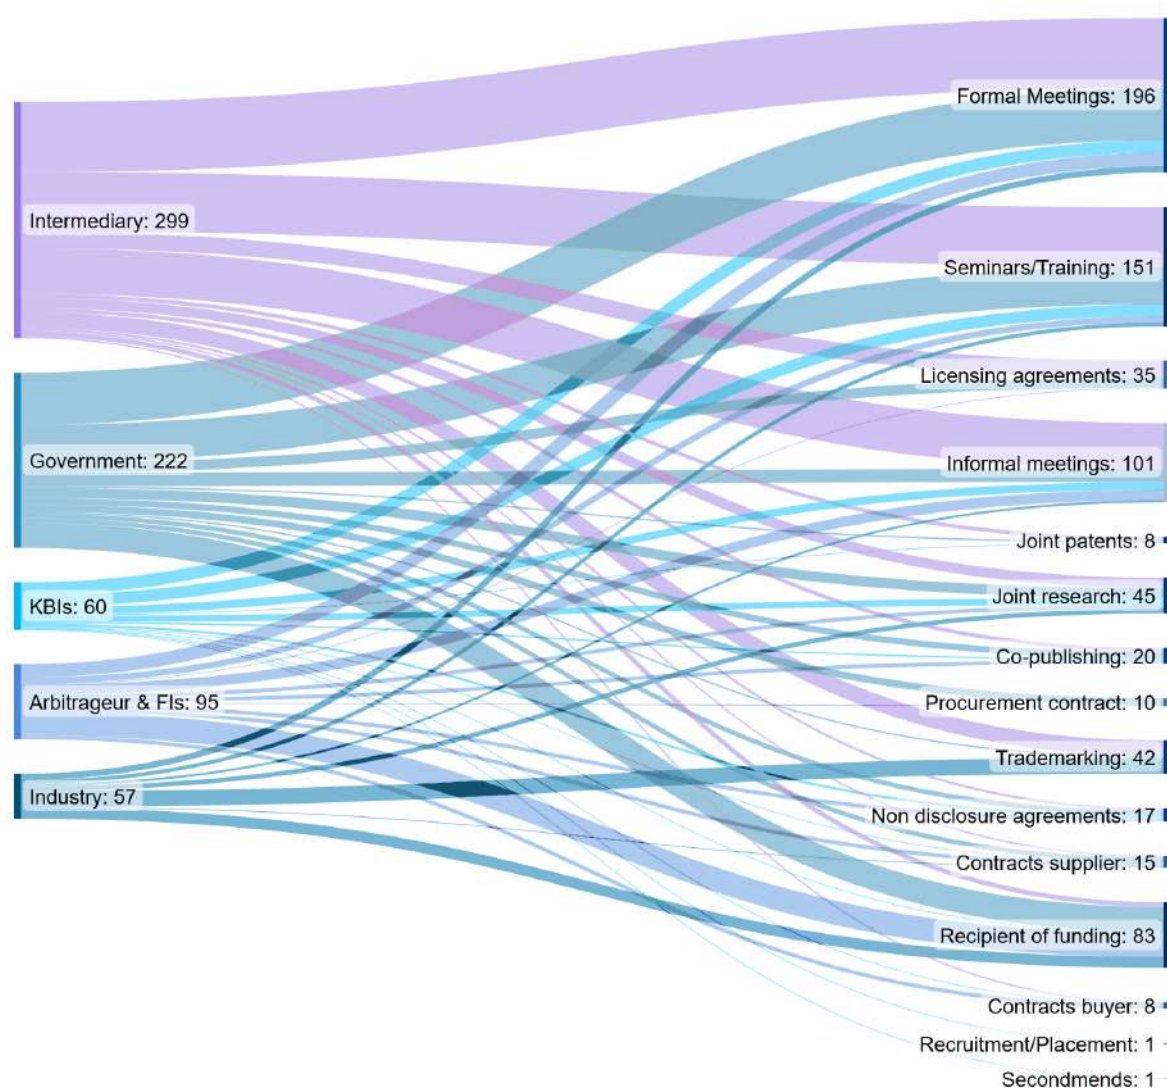 Intermediary: 299
Government: 222
KBIs: 60
Arbitrageur & FIs: 95
Industry: 57
Formal Meetings: 196
Seminars/Training: 151
Licensing agreements: 35
Informal meetings: 101
Joint patents: 8
Joint research: 45
Co-publishing: 20
Procurement contract: 10
Trademarking: 42
Non disclosure agreements: 17
Contracts supplier: 15
Recipient of funding: 83
Contracts buyer: 8
Recruitment/Placement: 1
Secondmends: 1